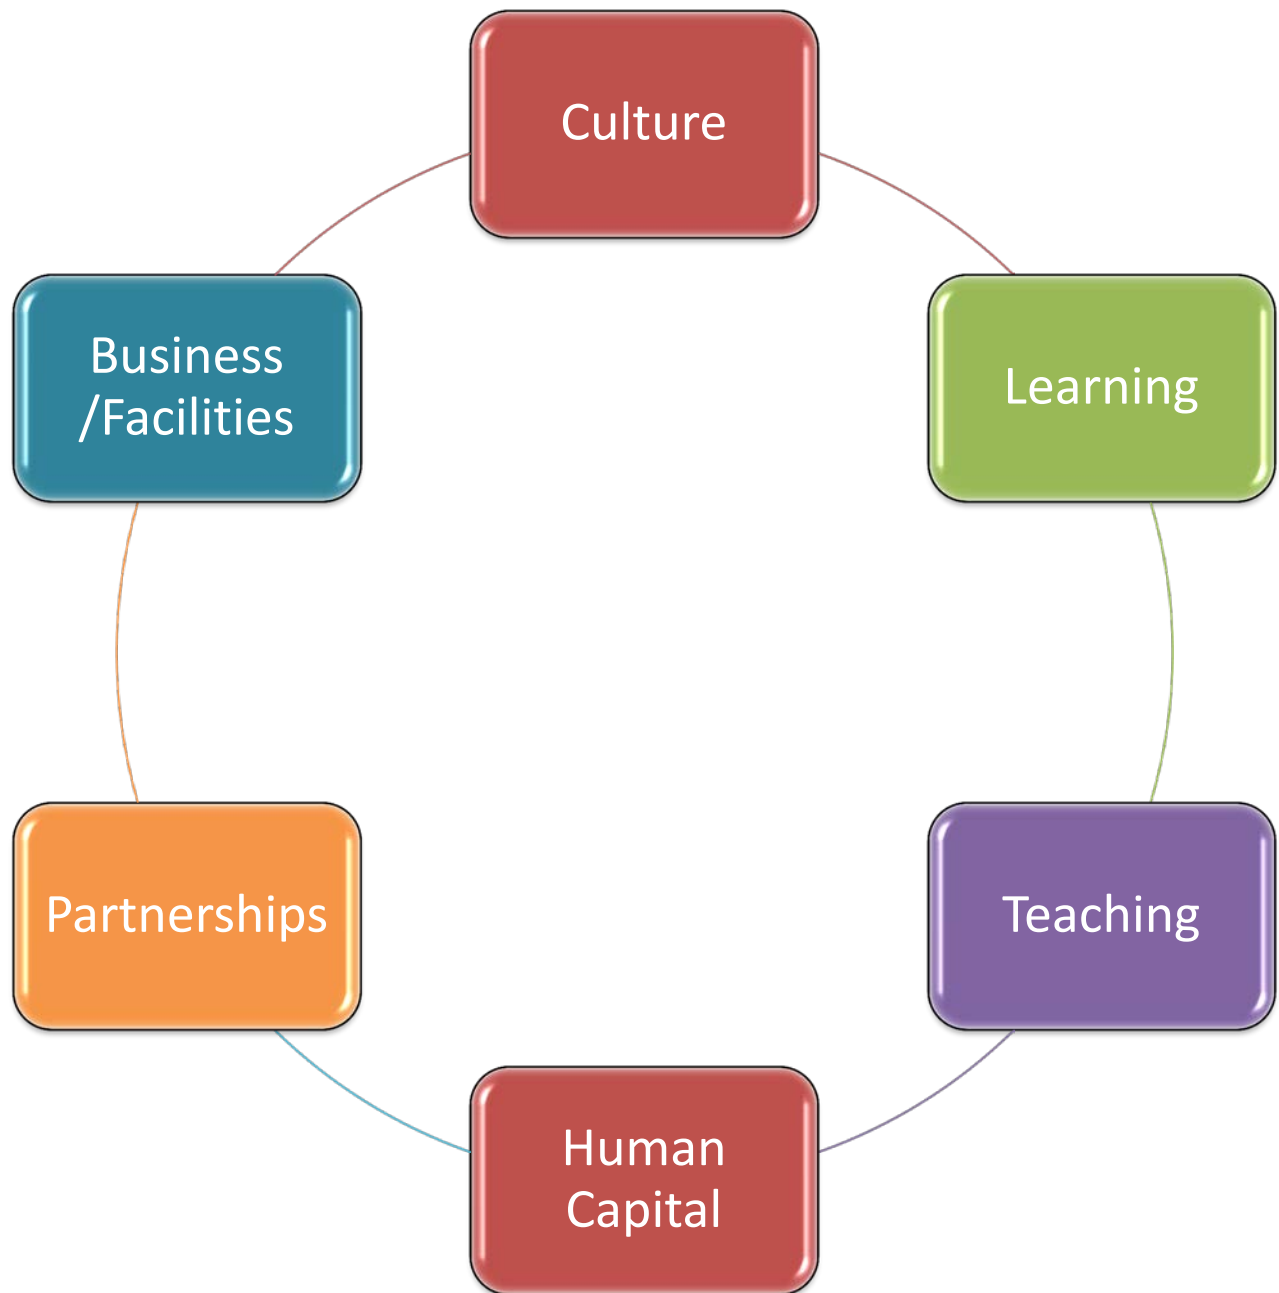 Culture
Business
/Facilities
Learning
Partnerships
Teaching
Human
Capital